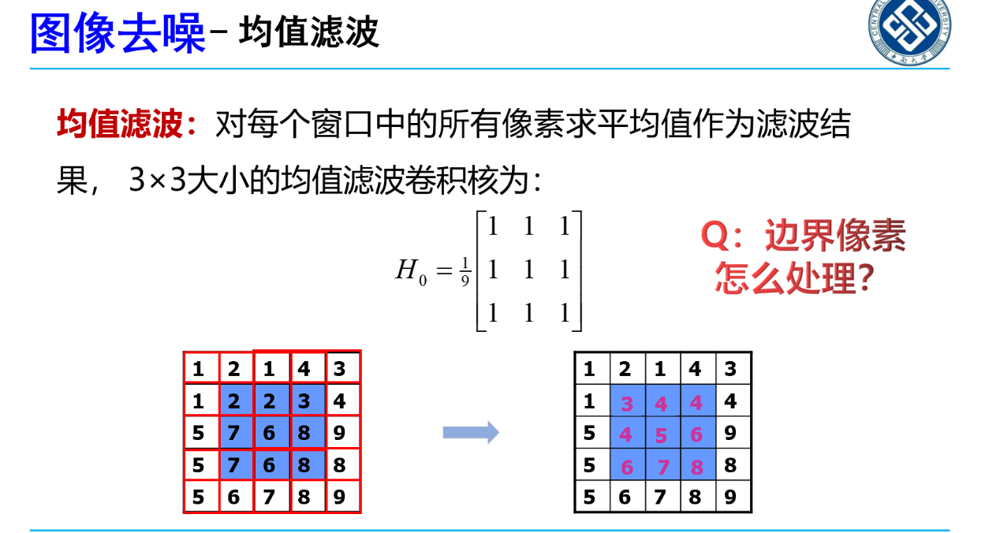 图像去噪- 均值滤波
均值滤波：对每个窗口中的所有像素求平均值作为滤波结
果， 3×3大小的均值滤波卷积核为：
H₀ = 1/9
1 1 1
1 1 1
1 1 1
Q：边界像素
怎么处理？
1 2 1 4 3
1 2 2 3 4
5 7 6 8 9
5 7 6 8 8
5 6 7 8 9
1 2 1 4 3
1 3 4 4 4
5 4 5 6 9
5 6 7 8 8
5 6 7 8 9
中南大学